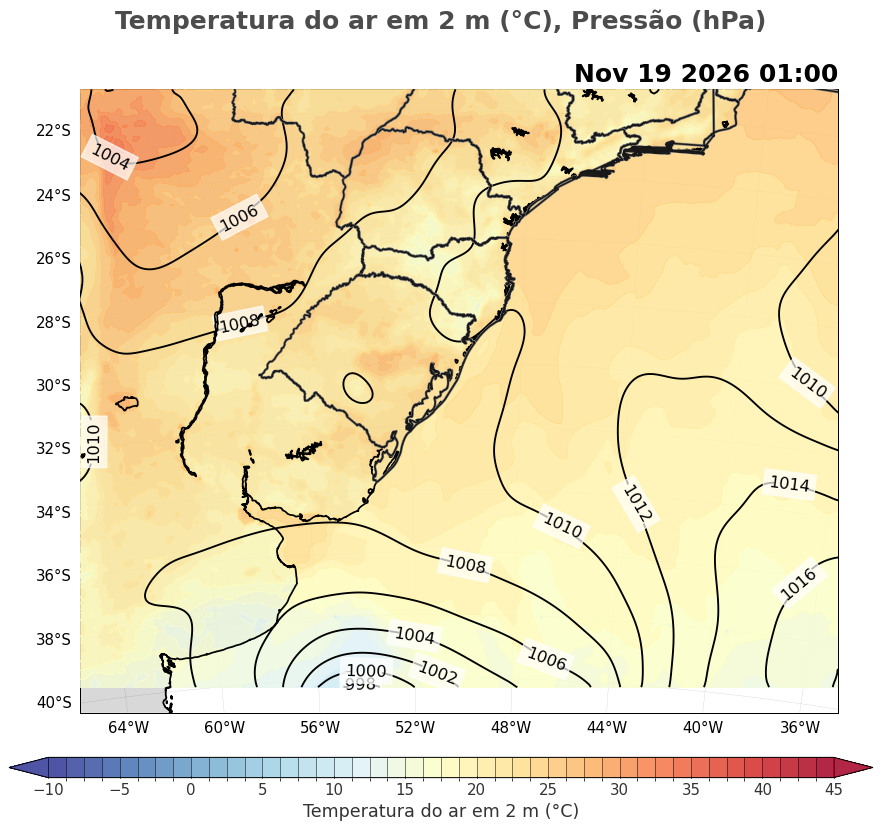 Temperatura do ar em 2 m (°C), Pressão (hPa)
Nov 19 2026 01:00
22°S
24°S
26°S
28°S
30°S
32°S
34°S
36°S
38°S
40°S
1004
1006
1008
1010
1010
1014
1012
1010
1008
1016
1004
1006
1002
1000
998
64°W 60°W 56°W 52°W 48°W 44°W 40°W 36°W
−10 −5 0 5 10 15 20 25 30 35 40 45
Temperatura do ar em 2 m (°C)